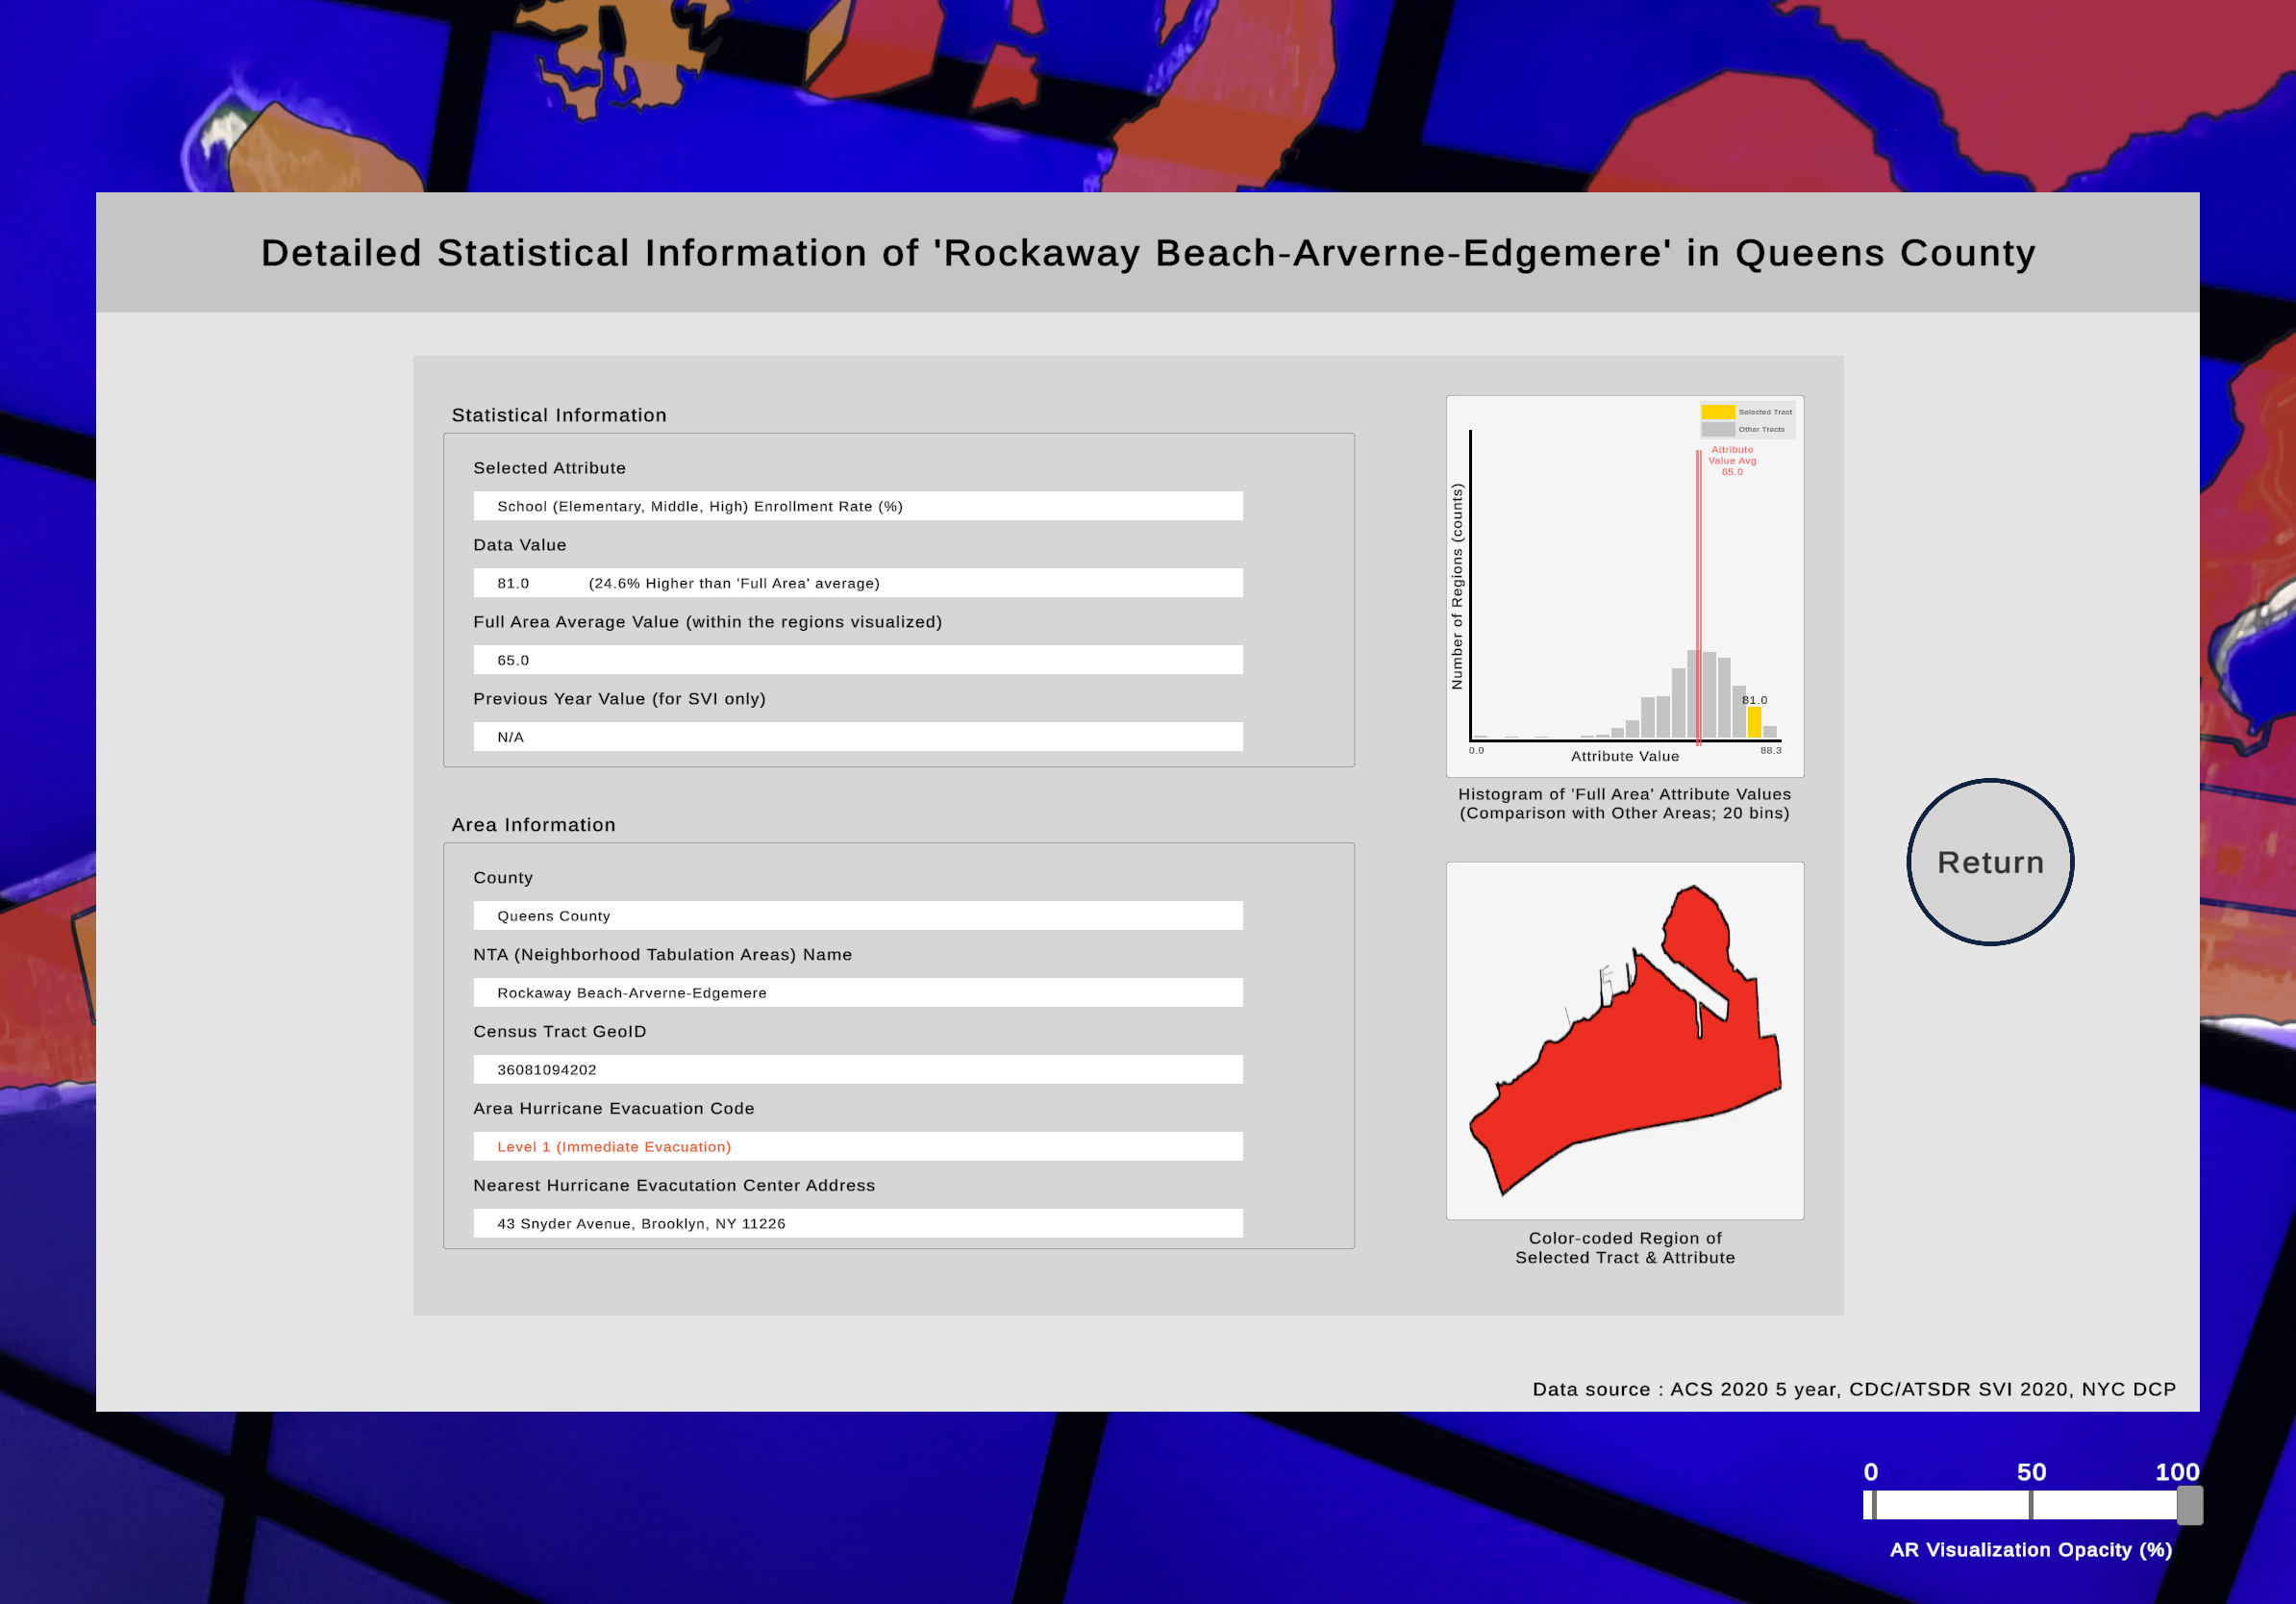 Detailed Statistical Information of 'Rockaway Beach-Arverne-Edgemere' in Queens County
Statistical Information
Selected Attribute
School (Elementary, Middle, High) Enrollment Rate (%)
Data Value
81.0 (24.6% Higher than 'Full Area' average)
Full Area Average Value (within the regions visualized)
65.0
Previous Year Value (for SVI only)
N/A
Area Information
County
Queens County
NTA (Neighborhood Tabulation Areas) Name
Rockaway Beach-Arverne-Edgemere
Census Tract GeoID
36081094202
Area Hurricane Evacuation Code
Level 1 (Immediate Evacuation)
Nearest Hurricane Evacutation Center Address
43 Snyder Avenue, Brooklyn, NY 11226
Selected Tract
Other Tracts
Attribute
Value Avg
65.0
Number of Regions (counts)
81.0
0.0
88.3
Attribute Value
Histogram of 'Full Area' Attribute Values
(Comparison with Other Areas; 20 bins)
Color-coded Region of
Selected Tract & Attribute
Return
Data source : ACS 2020 5 year, CDC/ATSDR SVI 2020, NYC DCP
0 50 100
AR Visualization Opacity (%)